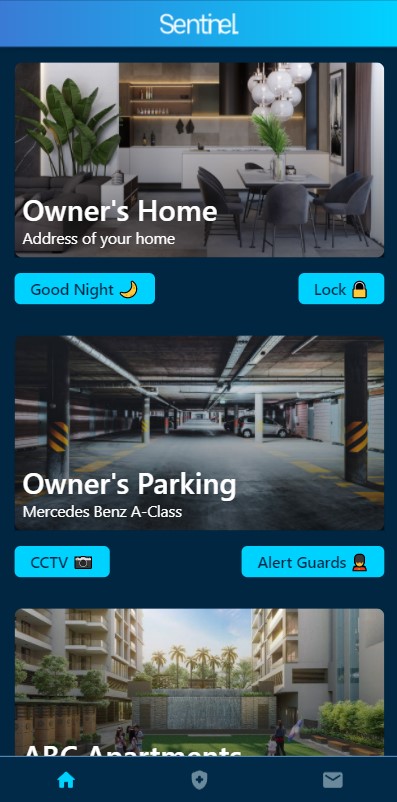 Sentinel
Owner's Home
Address of your home
Good Night 🌙
Lock 🔒
Owner's Parking
Mercedes Benz A-Class
CCTV 📷
Alert Guards 💂
ABC Apartments